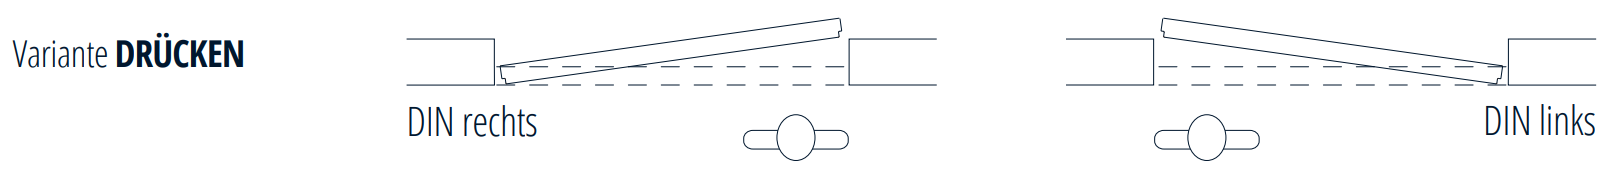 Variante DRÜCKEN
DIN rechts
DIN links